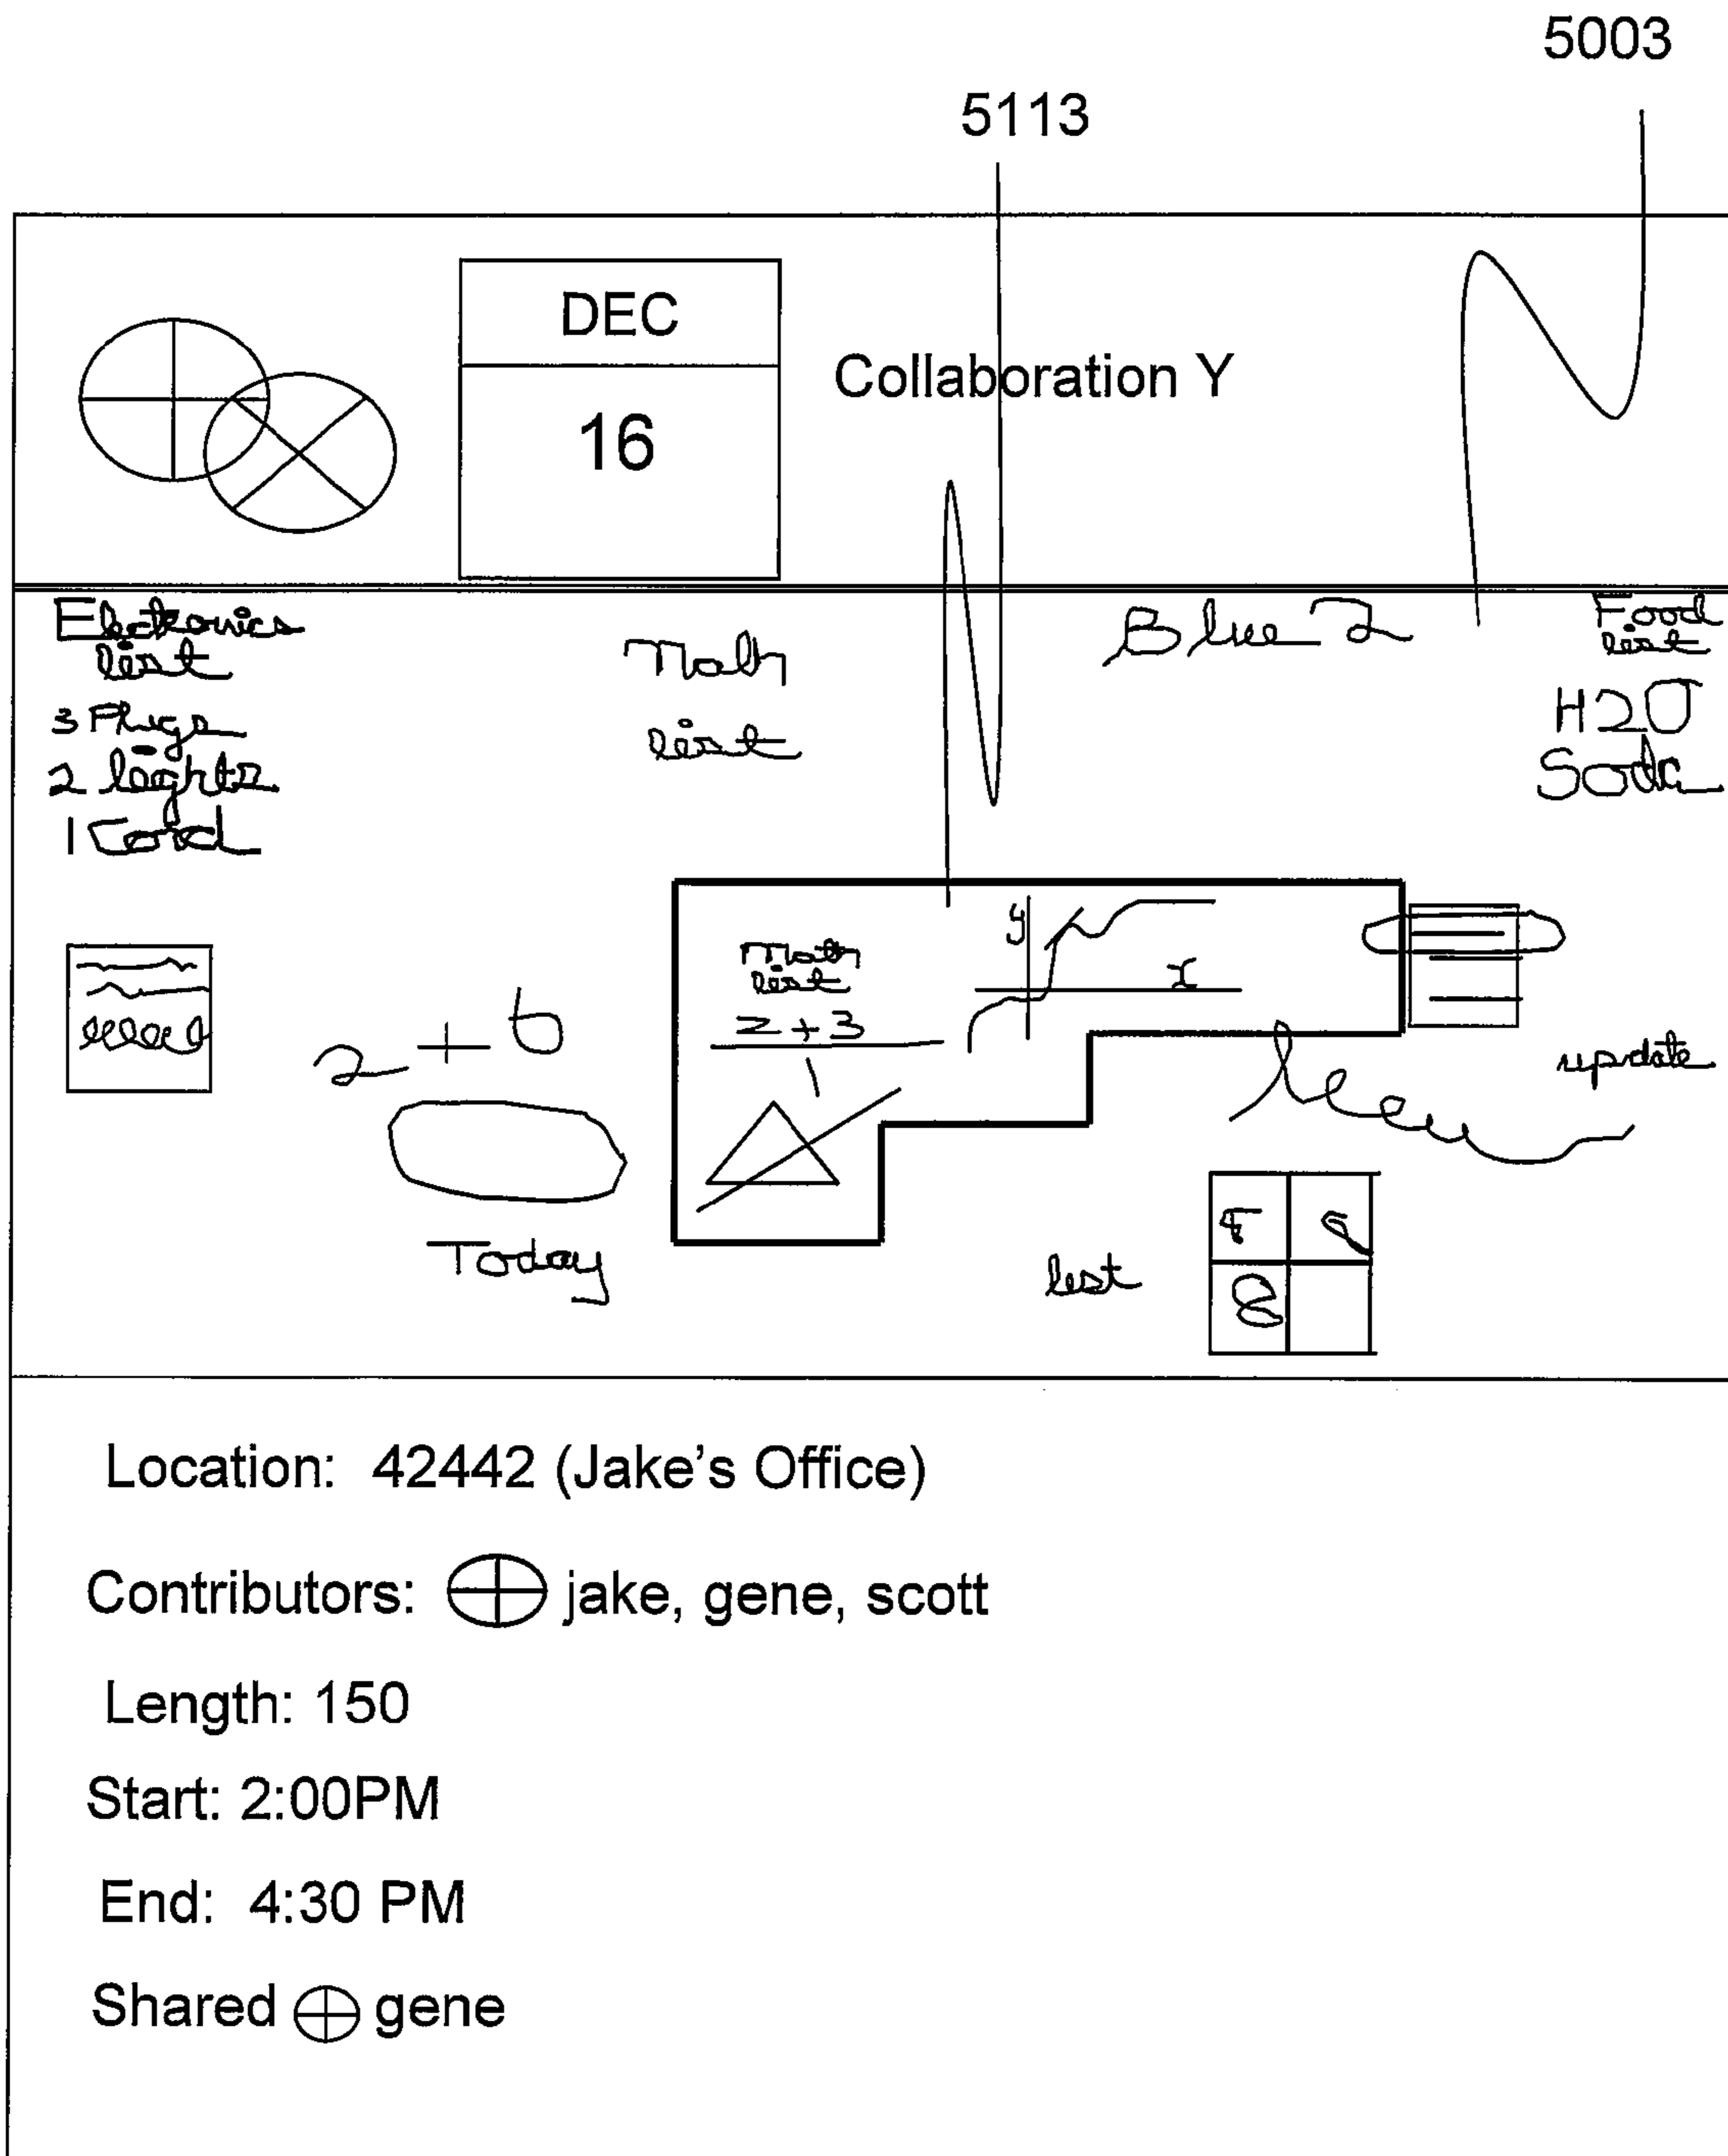 5003
5113
DEC
16
Collaboration Y
Electronics
list
3 Plugs
2 lights
1 Cord
Math
list
Blue 2
Food
list
H2O
Soda
2 + 6
Today
Math
list
2+3
1
y
x
update
list
8
Location: 42442 (Jake's Office)
Contributors: jake, gene, scott
Length: 150
Start: 2:00PM
End: 4:30 PM
Shared gene